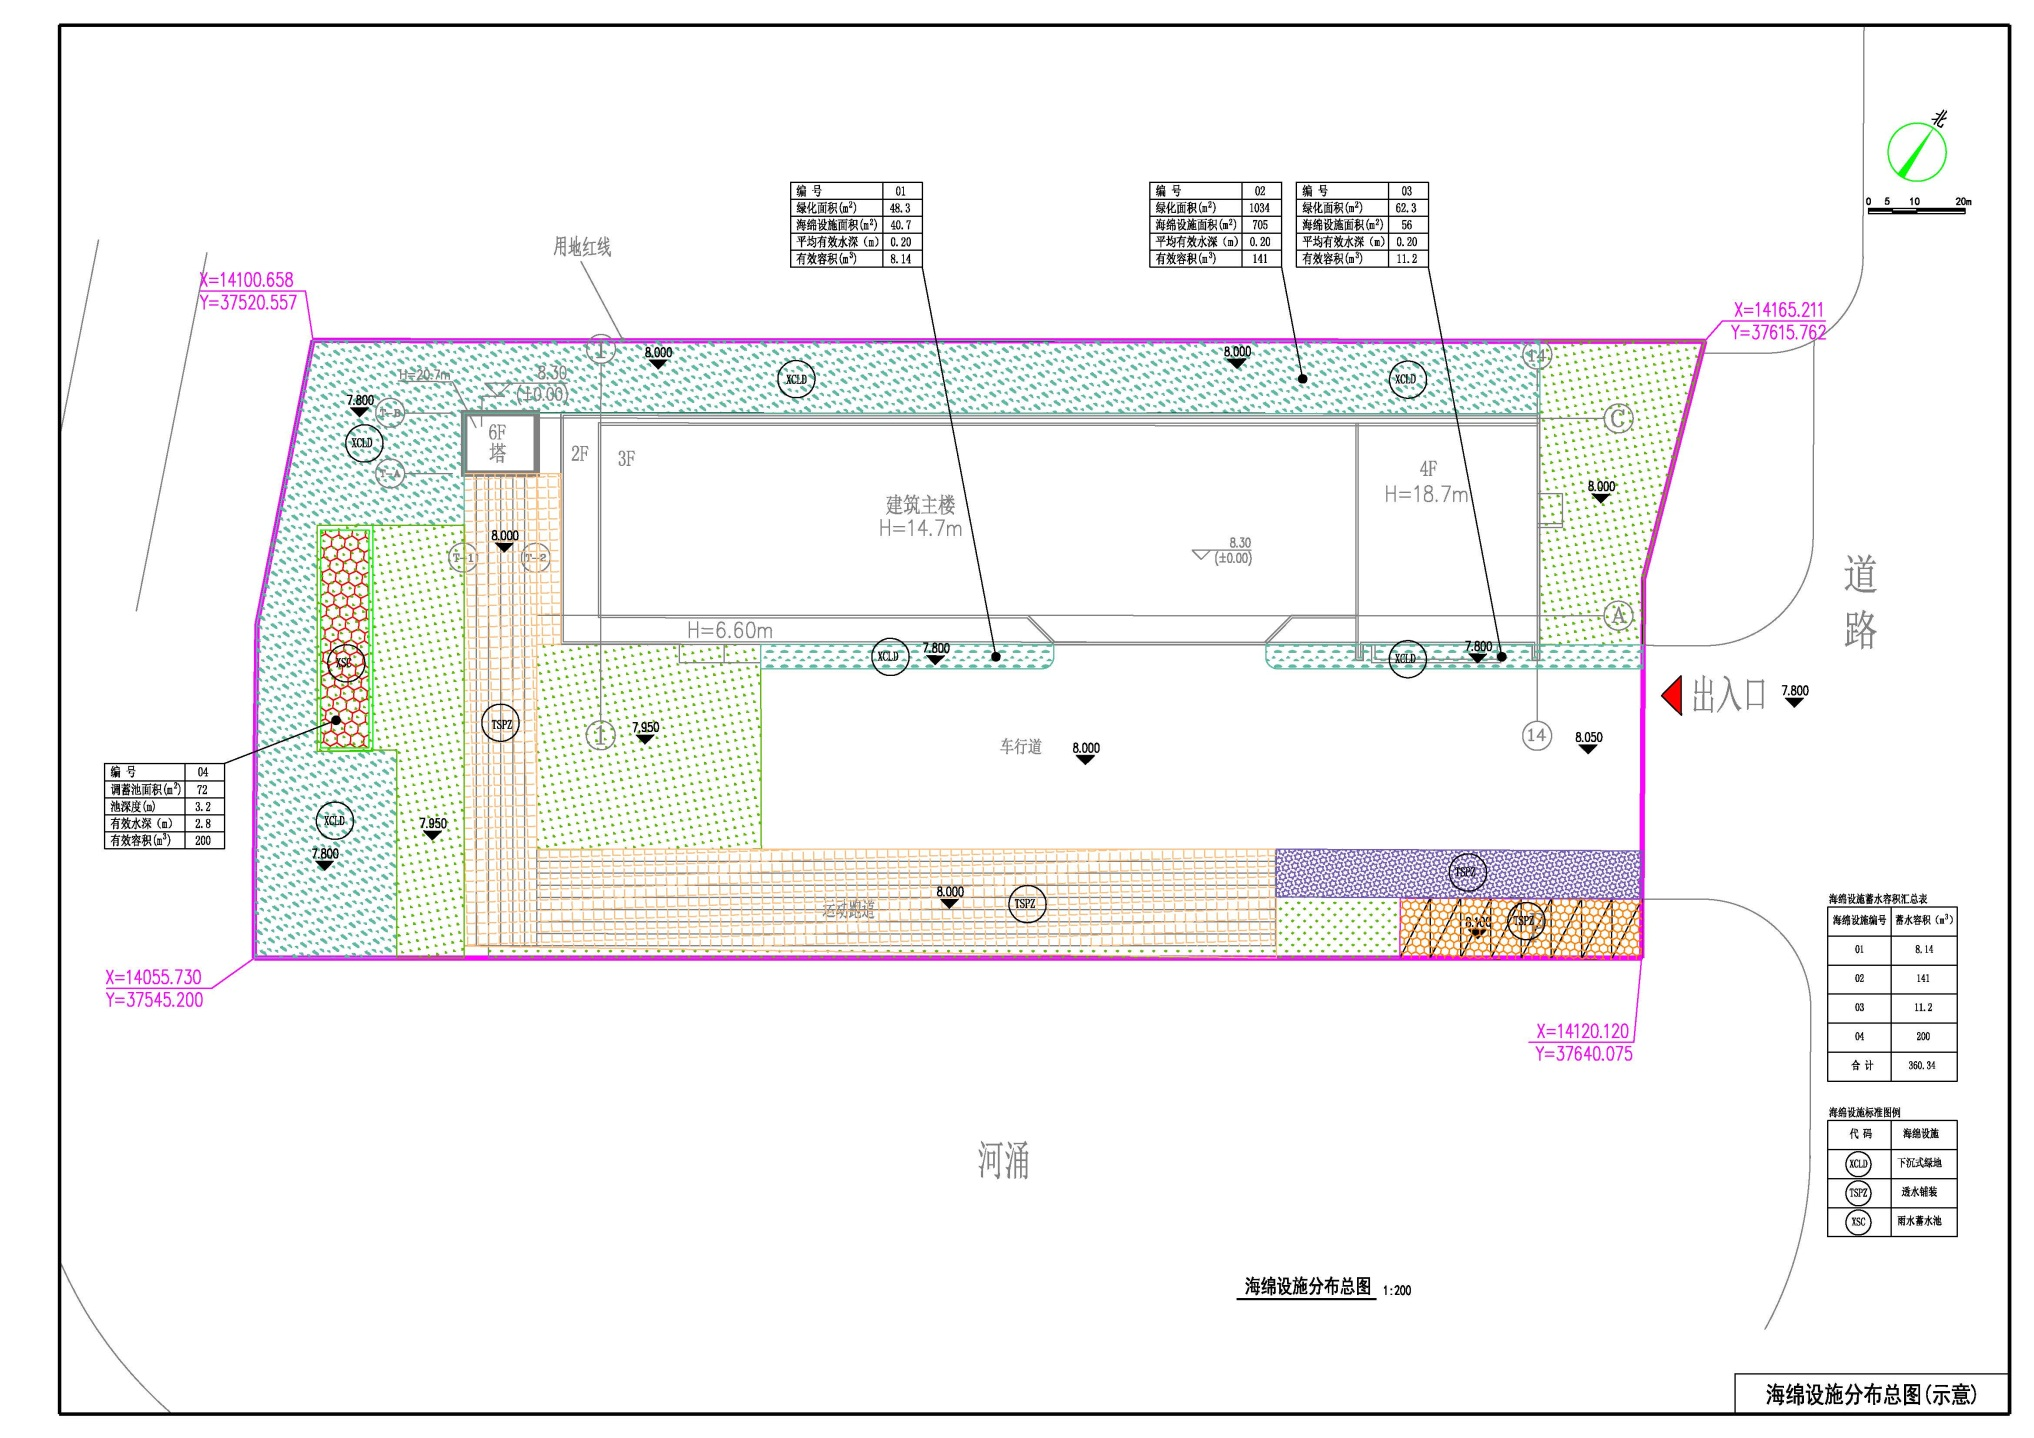 北
0 5 10 20m
编 号 01
绿化面积(m²) 48.3
海绵设施面积(m²) 40.7
平均有效水深 (m) 0.20
有效容积(m³) 8.14
编 号 02
绿化面积(m²) 1034
海绵设施面积(m²) 705
平均有效水深 (m) 0.20
有效容积(m³) 141
编 号 03
绿化面积(m²) 62.3
海绵设施面积(m²) 56
平均有效水深 (m) 0.20
有效容积(m³) 11.2
用地红线
X=14100.658
Y=37520.557
X=14165.211
Y=37615.762
1
8.000
8.000
14
H=20.7m
8.30
(±0.00)
XCLD
XCLD
7.800
T-B
XCLD
T-A
6F
塔
2F
3F
4F
H=18.7m
C
8.000
建筑主楼
H=14.7m
8.30
(±0.00)
8.000
T-1
T-2
道路
A
H=6.60m
XCLD
7.800
XCLD
7.800
XSC
出入口
7.800
TSPZ
7.950
1
车行道
8.000
14
8.050
编 号 04
调蓄池面积(m²) 72
池深度(m) 3.2
有效水深 (m) 2.8
有效容积(m³) 200
XCLD
7.800
7.950
TSPZ
8.000
运动跑道
TSPZ
8.100
TSPZ
X=14055.730
Y=37545.200
X=14120.120
Y=37640.075
河涌
海绵设施蓄水容积汇总表
海绵设施编号 蓄水容积 (m³)
01 8.14
02 141
03 11.2
04 200
合 计 360.34
海绵设施标准图例
代 码 海绵设施
XCLD 下沉式绿地
TSPZ 透水铺装
XSC 雨水蓄水池
海绵设施分布总图 1:200
海绵设施分布总图(示意)